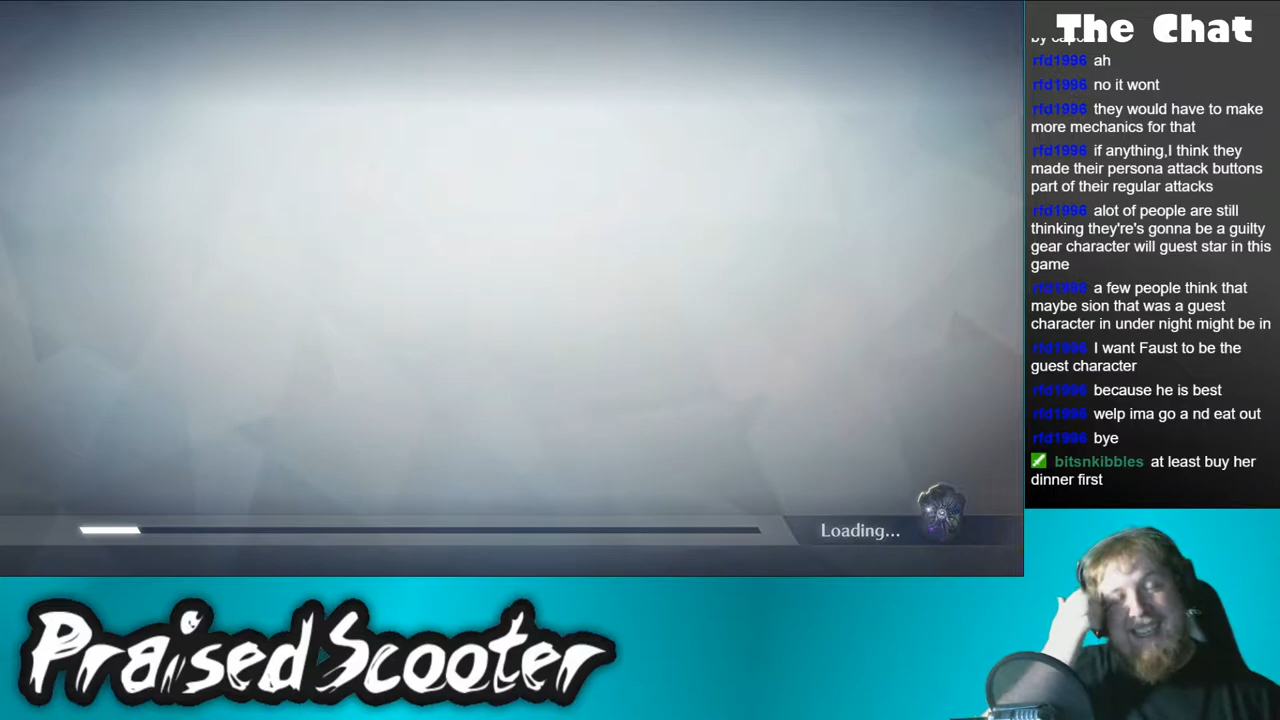 The Chat
by capc
rfd1996 ah
rfd1996 no it wont
rfd1996 they would have to make
more mechanics for that
rfd1996 if anything,I think they
made their persona attack buttons
part of their regular attacks
rfd1996 alot of people are still
thinking they're's gonna be a guilty
gear character will guest star in this
game
rfd1996 a few people think that
maybe sion that was a guest
character in under night might be in
rfd1996 I want Faust to be the
guest character
rfd1996 because he is best
rfd1996 welp ima go a nd eat out
rfd1996 bye
bitsnkibbles at least buy her
dinner first
Loading...
PraisedScooter